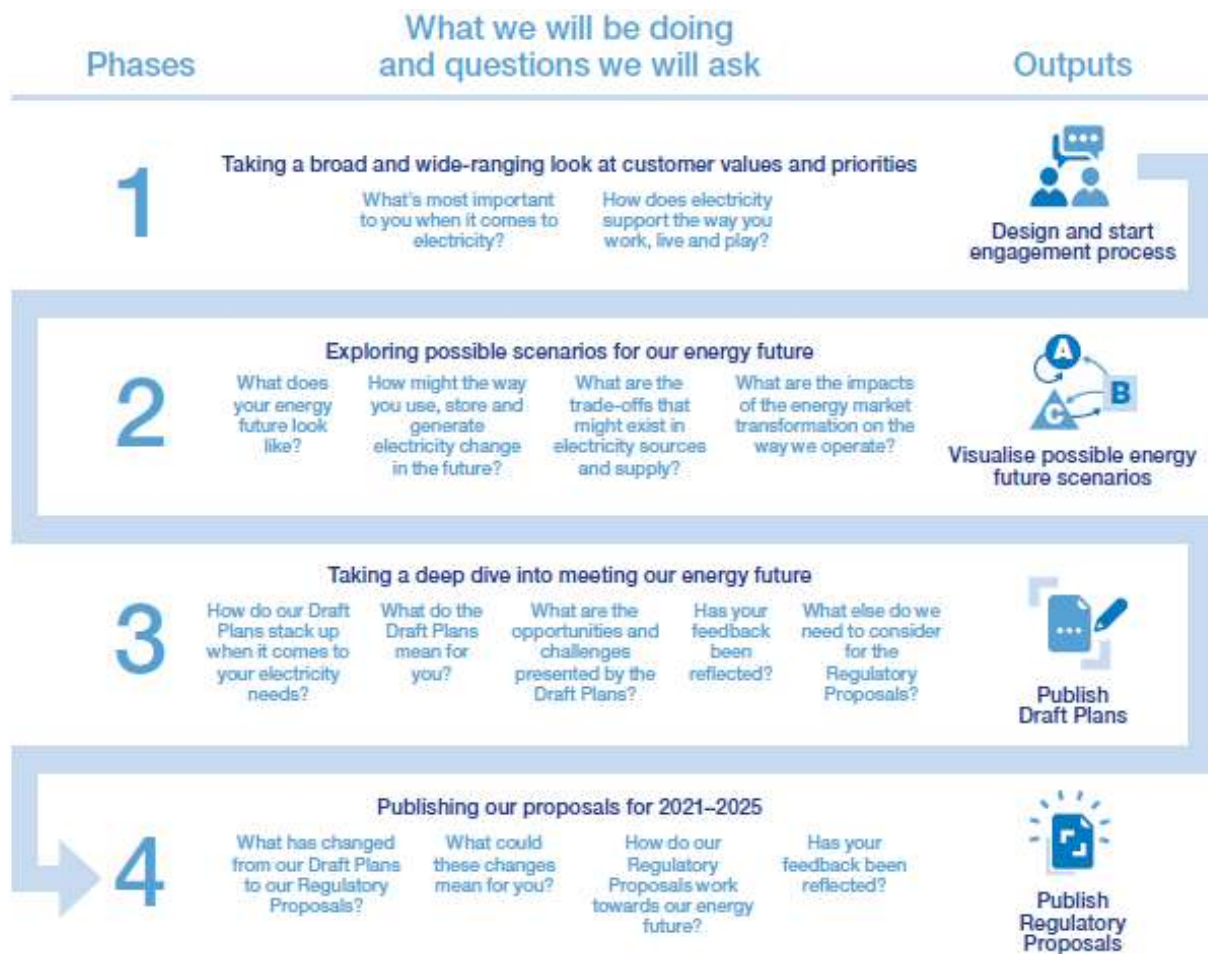 Phases
What we will be doing
and questions we will ask
Outputs
1
Taking a broad and wide-ranging look at customer values and priorities
What's most important
to you when it comes to
electricity?
How does electricity
support the way you
work, live and play?
Design and start
engagement process
2
Exploring possible scenarios for our energy future
What does
your energy
future look
like?
How might the way
you use, store and
generate
electricity change
in the future?
What are the
trade-offs that
might exist in
electricity sources
and supply?
What are the impacts
of the energy market
transformation on the
way we operate?
A
B
C
Visualise possible energy
future scenarios
3
Taking a deep dive into meeting our energy future
How do our Draft
Plans stack up
when it comes to
your electricity
needs?
What do the
Draft Plans
mean for
you?
What are the
opportunities and
challenges
presented by the
Draft Plans?
Has your
feedback
been
reflected?
What else do we
need to consider
for the
Regulatory
Proposals?
Publish
Draft Plans
4
Publishing our proposals for 2021–2025
What has changed
from our Draft Plans
to our Regulatory
Proposals?
What could
these changes
mean for you?
How do our
Regulatory
Proposals work
towards our energy
future?
Has your
feedback been
reflected?
Publish
Regulatory
Proposals